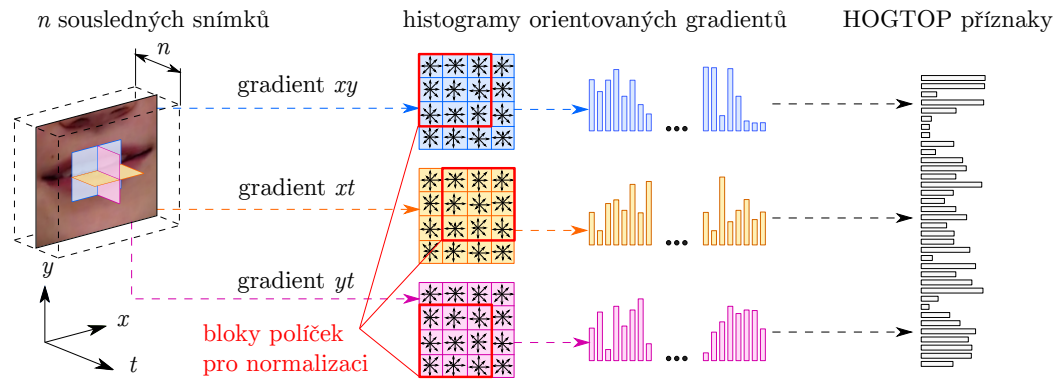 n sousledných snímků
histogramy orientovaných gradientů
HOGTOP příznaky
n
gradient xy
gradient xt
gradient yt
y
x
t
bloky políček
pro normalizaci